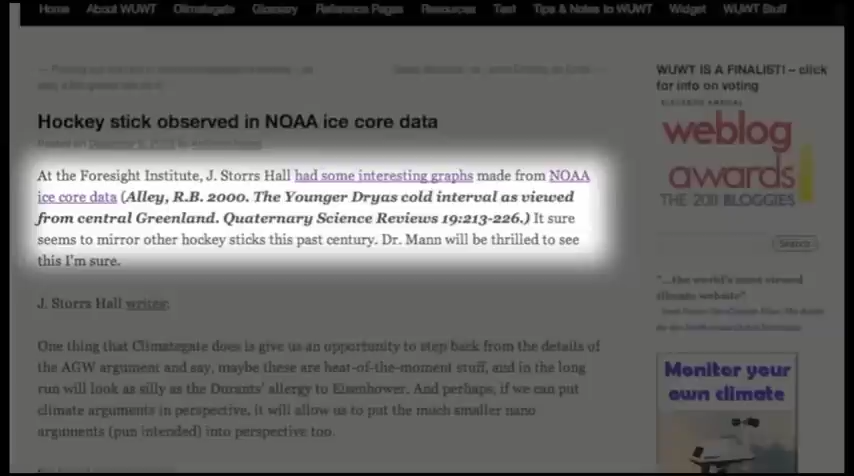 Home About WUWT Climategate Glossary Reference Pages Resources Test Tips & Notes to WUWT Widget WUWT Stuff
WUWT IS A FINALIST! – click
for info on voting
Hockey stick observed in NOAA ice core data
At the Foresight Institute, J. Storrs Hall had some interesting graphs made from NOAA
ice core data (Alley, R.B. 2000. The Younger Dryas cold interval as viewed
from central Greenland. Quaternary Science Reviews 19:213-226.) It sure
seems to mirror other hockey sticks this past century. Dr. Mann will be thrilled to see
this I'm sure.
J. Storrs Hall writes:
One thing that Climategate does is give us an opportunity to step back from the details of
the AGW argument and say, maybe these are heat-of-the-moment stuff, and in the long
run will look as silly as the Durants' allergy to Eisenhower. And perhaps, if we can put
climate arguments in perspective, it will allow us to put the much smaller nano
arguments (pun intended) into perspective too.
weblog
awards
THE 2011 BLOGGIES
Search
"...the world's most viewed
climate website"
Monitor your
own climate